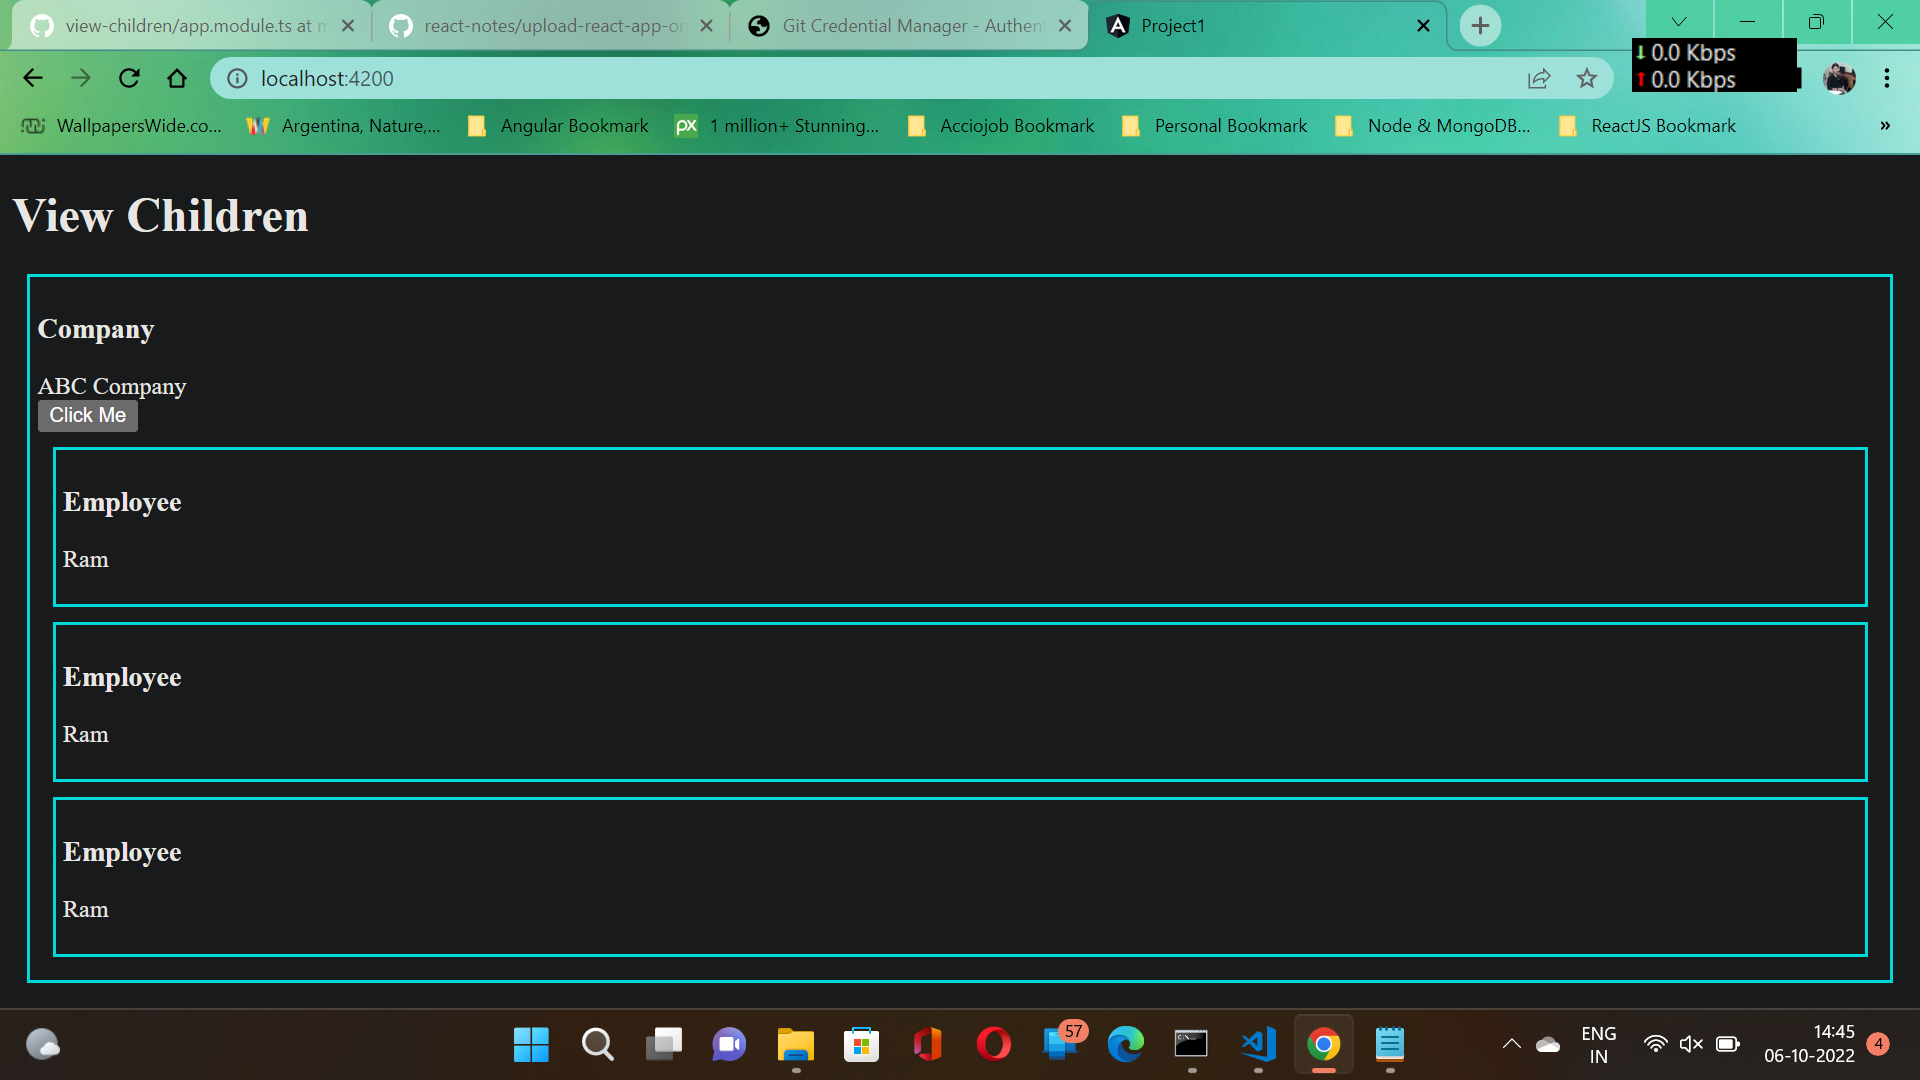 view-children/app.module.ts at m
react-notes/upload-react-app-on
Git Credential Manager - Authen
Project1
0.0 Kbps
0.0 Kbps
localhost:4200
WallpapersWide.co...
Argentina, Nature,...
Angular Bookmark
px 1 million+ Stunning...
Acciojob Bookmark
Personal Bookmark
Node & MongoDB...
ReactJS Bookmark
»
View Children
Company
ABC Company
Click Me
Employee
Ram
Employee
Ram
Employee
Ram
57
ENG
IN
14:45
06-10-2022
4